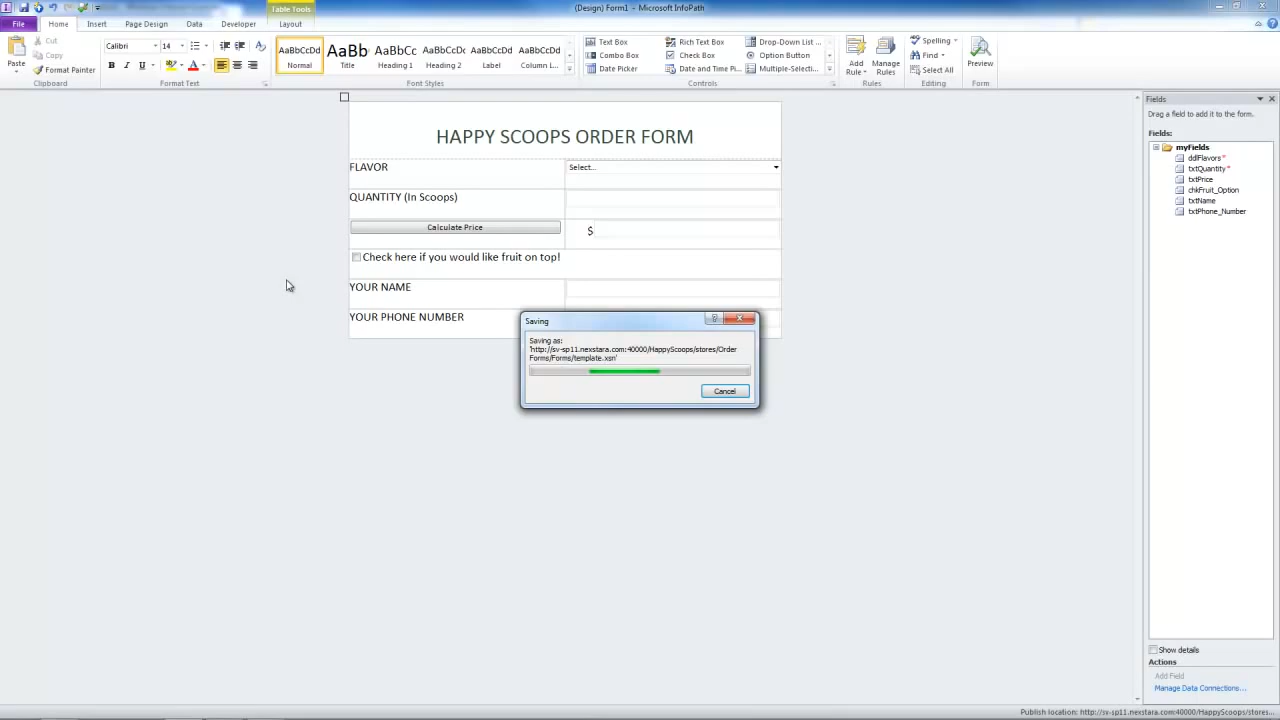 (Design) Form1 - Microsoft InfoPath
Table Tools
File Home Insert Page Design Data Developer Layout
Paste
Cut
Copy
Format Painter
Clipboard
Calibri 14
B I U
Format Text
AaBbCcDd AaBb AaBbCc AaBbCcDc AaBbCcDd AaBbCcDd
Normal Title Heading 1 Heading 2 Label Column L...
Font Styles
Text Box Rich Text Box Drop-Down List ...
Combo Box Check Box Option Button
Date Picker Date and Time Pi... Multiple-Selecti...
Controls
Add Rule Manage Rules
Rules
Spelling
Find
Select All
Editing
Preview
Form
HAPPY SCOOPS ORDER FORM
FLAVOR Select...
QUANTITY (In Scoops)
Calculate Price $
Check here if you would like fruit on top!
YOUR NAME
YOUR PHONE NUMBER
Saving
Saving as:
'http://sv-sp11.nexstara.com:40000/HappyScoops/stores/Order
Forms/Forms/template.xsn'
Cancel
Fields
Drag a field to add it to the form.
Fields:
myFields
ddlFlavors*
txtQuantity*
txtPrice
chkFruit_Option
txtName
txtPhone_Number
Show details
Actions
Add Field
Manage Data Connections...
Publish location: http://sv-sp11.nexstara.com:40000/HappyScoops/stores...